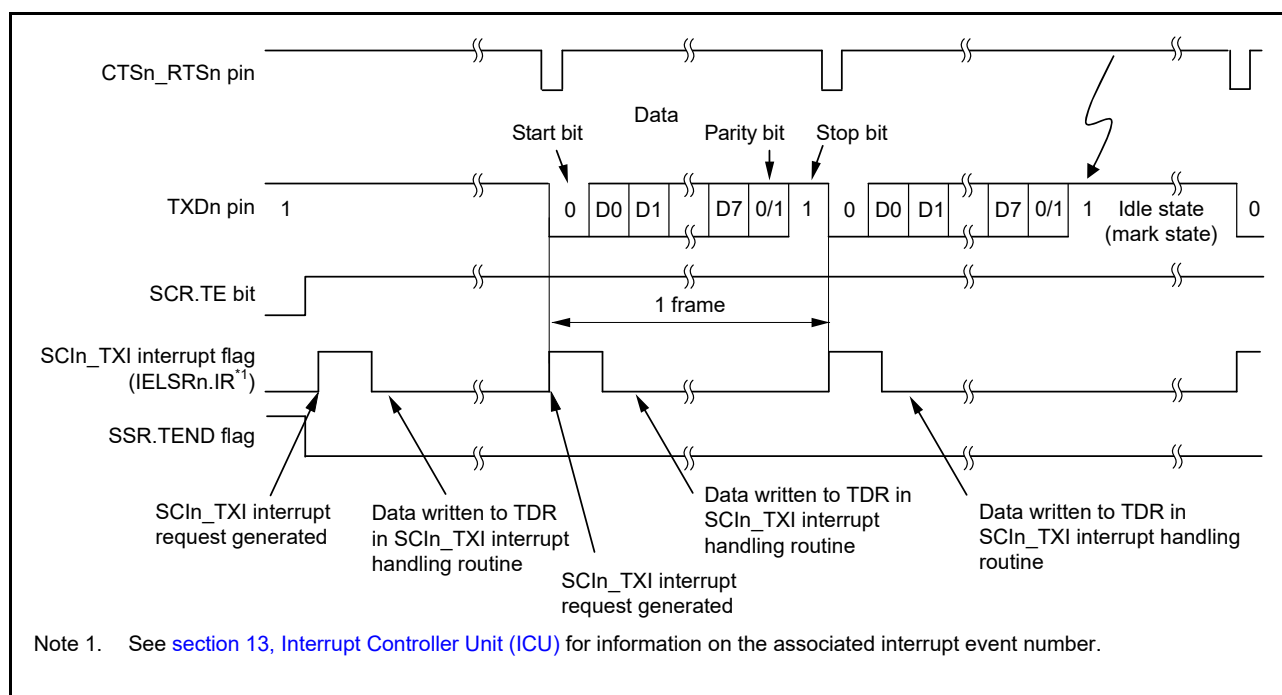 CTSn_RTSn pin
Data
Start bit
Parity bit
Stop bit
TXDn pin
1
0
D0
D1
D7
0/1
1
0
D0
D1
D7
0/1
1
Idle state
(mark state)
0
SCR.TE bit
1 frame
SCIn_TXI interrupt flag
(IELSRn.IR*1)
SSR.TEND flag
SCIn_TXI interrupt
request generated
Data written to TDR
in SCIn_TXI interrupt
handling routine
SCIn_TXI interrupt
request generated
Data written to TDR in
SCIn_TXI interrupt
handling routine
Data written to TDR in
SCIn_TXI interrupt handling
routine
Note 1. See section 13, Interrupt Controller Unit (ICU) for information on the associated interrupt event number.